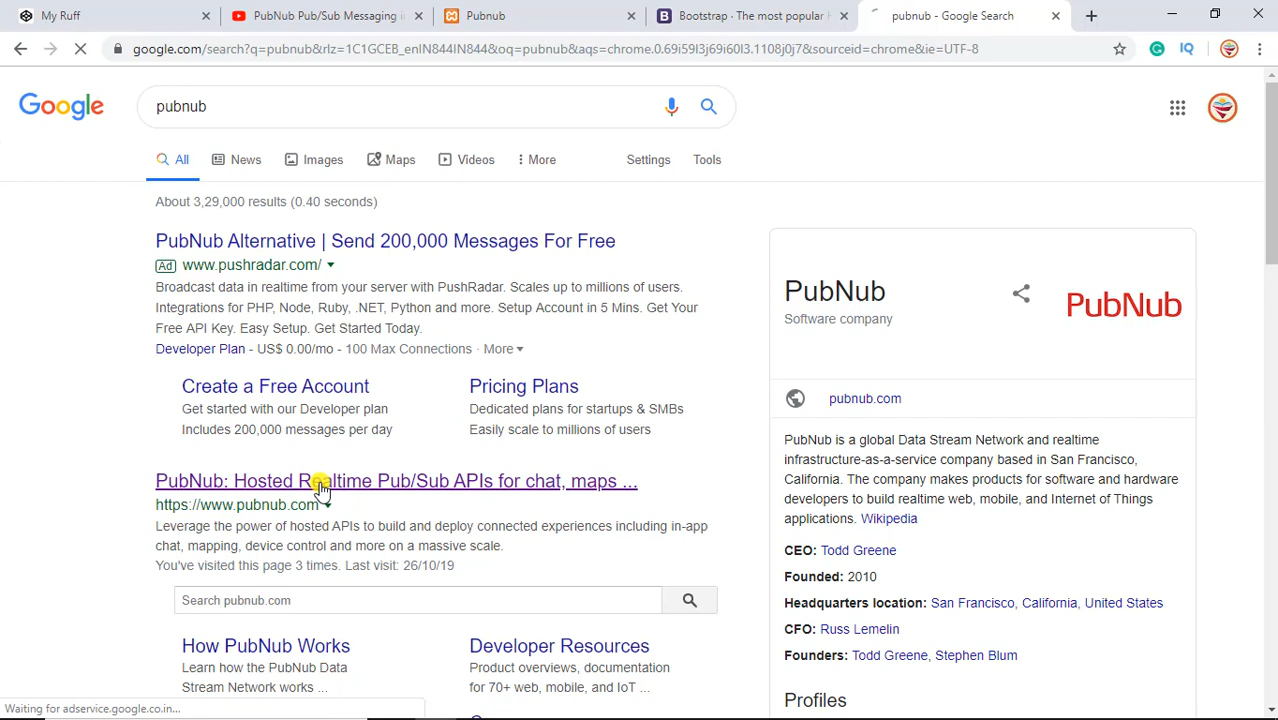 My Ruff
PubNub Pub/Sub Messaging i
Pubnub
Bootstrap · The most popular
pubnub - Google Search
google.com/search?q=pubnub&rlz=1C1GCEB_enIN844IN844&oq=pubnub&aqs=chrome.0.69i59l3j69i60l3.1108j0j7&sourceid=chrome&ie=UTF-8
IQ
Google
pubnub
All
News
Images
Maps
Videos
More
Settings
Tools
About 3,29,000 results (0.40 seconds)
PubNub Alternative | Send 200,000 Messages For Free
Ad www.pushradar.com/
Broadcast data in realtime from your server with PushRadar. Scales up to millions of users.
Integrations for PHP, Node, Ruby, .NET, Python and more. Setup Account in 5 Mins. Get Your
Free API Key. Easy Setup. Get Started Today.
Developer Plan - US$ 0.00/mo - 100 Max Connections · More
Create a Free Account
Get started with our Developer plan
Includes 200,000 messages per day
Pricing Plans
Dedicated plans for startups & SMBs
Easily scale to millions of users
PubNub: Hosted Realtime Pub/Sub APIs for chat, maps ...
https://www.pubnub.com
Leverage the power of hosted APIs to build and deploy connected experiences including in-app
chat, mapping, device control and more on a massive scale.
You've visited this page 3 times. Last visit: 26/10/19
Search pubnub.com
How PubNub Works
Learn how the PubNub Data
Stream Network works ...
Developer Resources
Product overviews, documentation
for 70+ web, mobile, and IoT ...
PubNub
Software company
PubNub
pubnub.com
PubNub is a global Data Stream Network and realtime
infrastructure-as-a-service company based in San Francisco,
California. The company makes products for software and hardware
developers to build realtime web, mobile, and Internet of Things
applications. Wikipedia
CEO: Todd Greene
Founded: 2010
Headquarters location: San Francisco, California, United States
CFO: Russ Lemelin
Founders: Todd Greene, Stephen Blum
Profiles
Waiting for adservice.google.co.in...